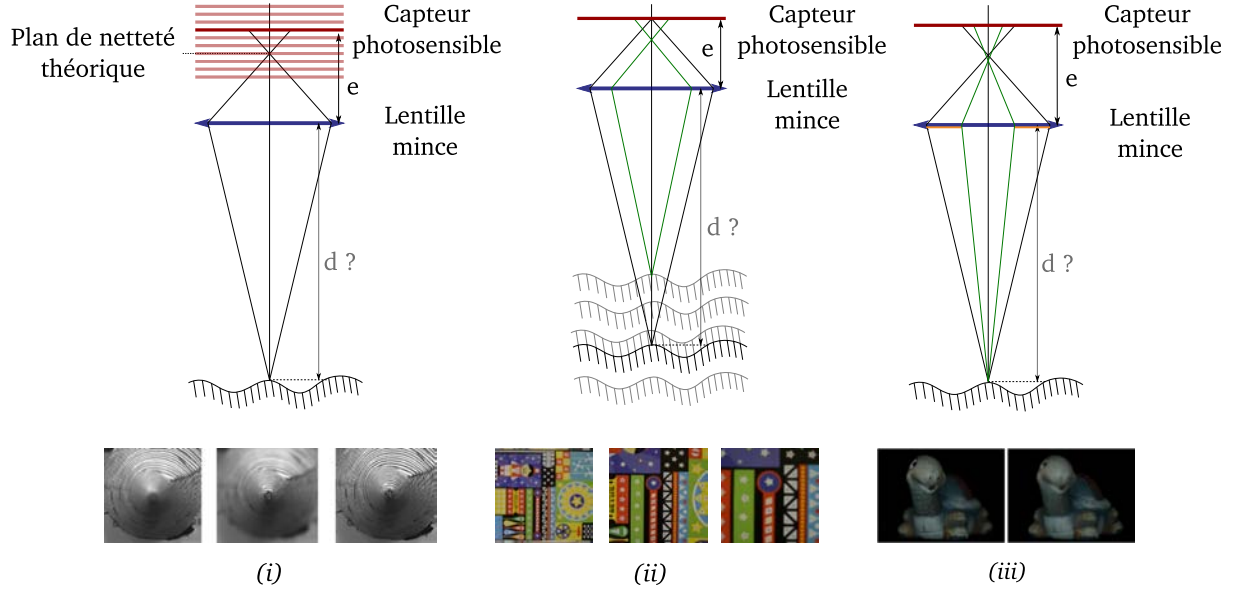 Plan de netteté
théorique
Capteur
photosensible
e
Lentille
mince
d ?
(i)
Capteur
photosensible
e
Lentille
mince
d ?
(ii)
Capteur
photosensible
e
Lentille
mince
d ?
(iii)